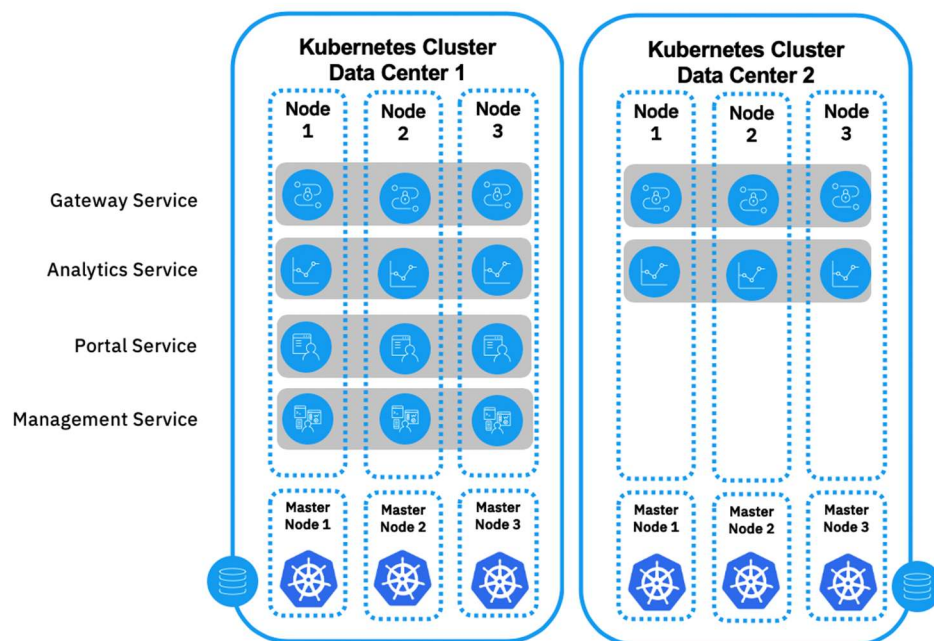 Kubernetes Cluster
Data Center 1
Node
1
Node
2
Node
3
Kubernetes Cluster
Data Center 2
Node
1
Node
2
Node
3
Gateway Service
Analytics Service
Portal Service
Management Service
Master
Node 1
Master
Node 2
Master
Node 3
Master
Node 1
Master
Node 2
Master
Node 3